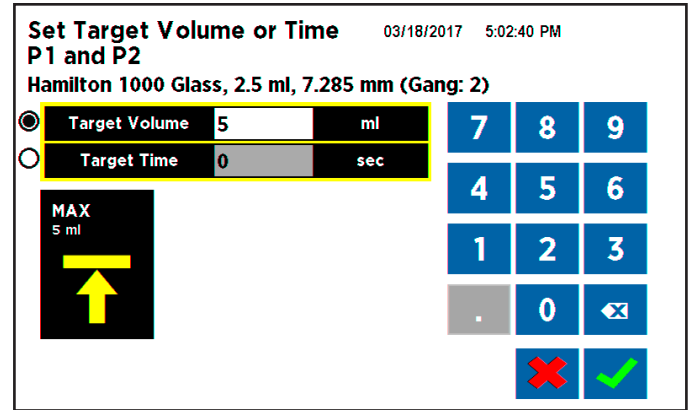 Set Target Volume or Time 03/18/2017 5:02:40 PM
P1 and P2
Hamilton 1000 Glass, 2.5 ml, 7.285 mm (Gang: 2)
Target Volume 5 ml
Target Time 0 sec
MAX
5 ml
7 8 9
4 5 6
1 2 3
. 0